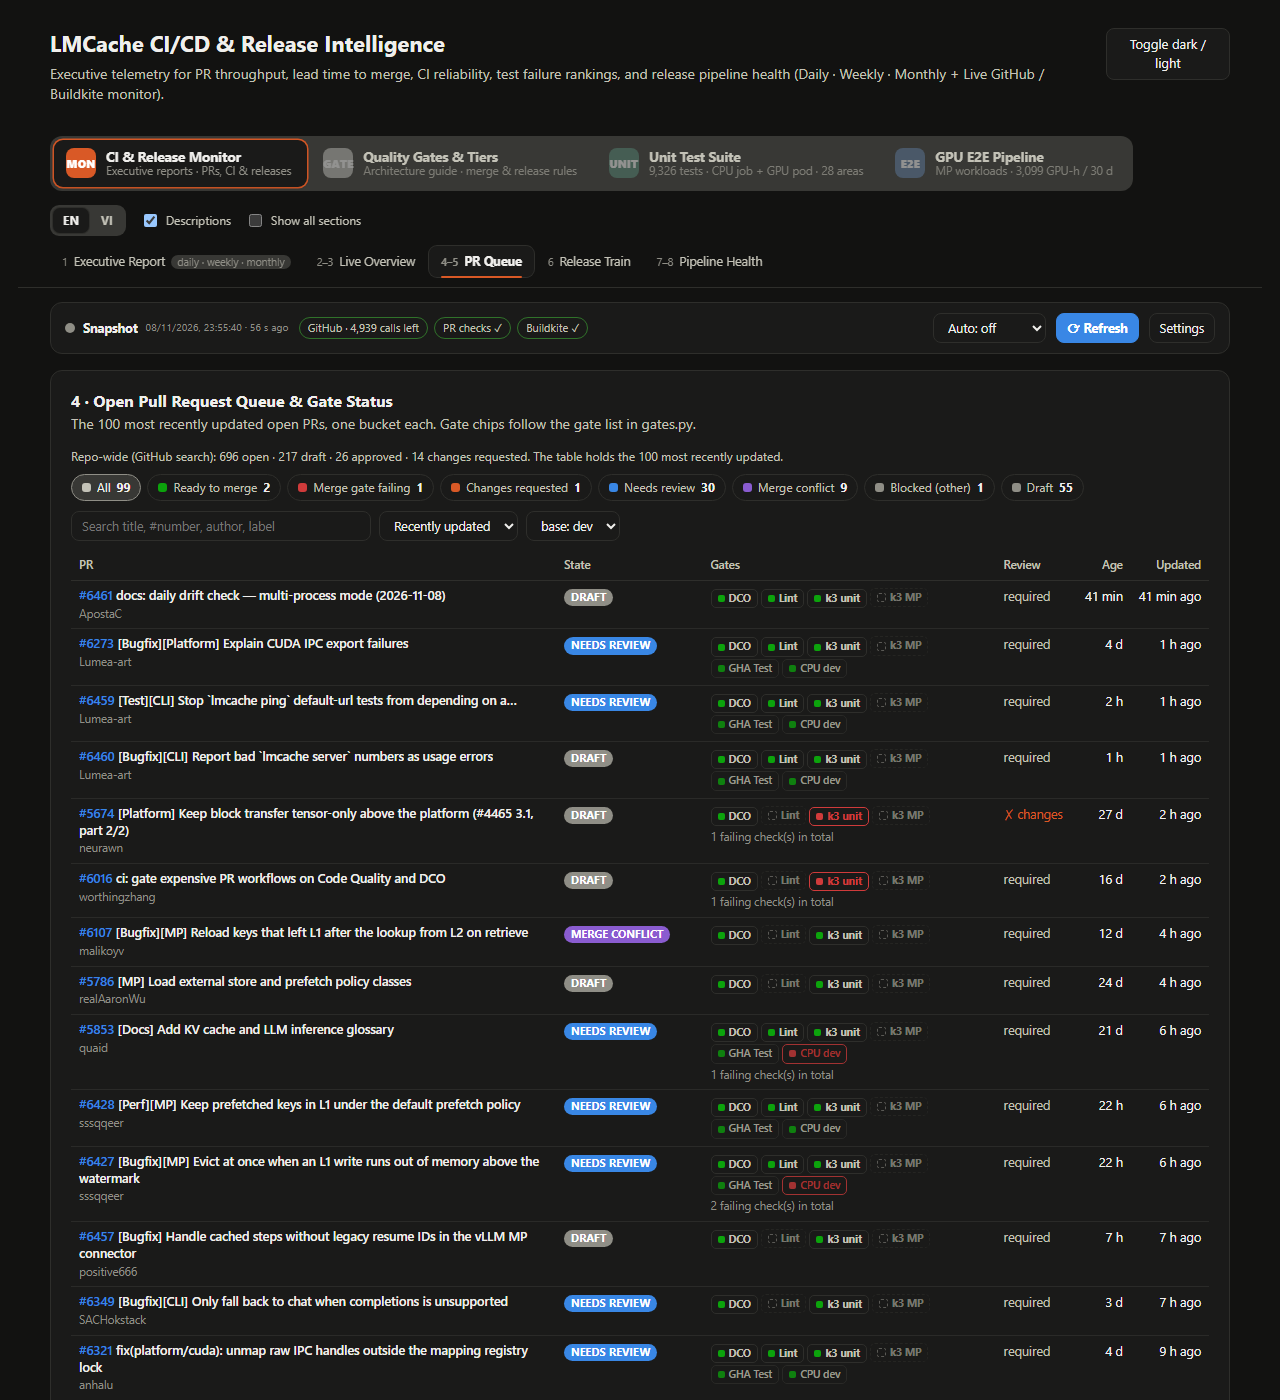 LMCache CI/CD & Release Intelligence
Executive telemetry for PR throughput, lead time to merge, CI reliability, test failure rankings, and release pipeline health (Daily · Weekly · Monthly + Live GitHub /
Buildkite monitor).
Toggle dark /
light
MON CI & Release Monitor
Executive reports · PRs, CI & releases
GATE Quality Gates & Tiers
Architecture guide · merge & release rules
UNIT Unit Test Suite
9,326 tests · CPU job + GPU pod · 28 areas
E2E GPU E2E Pipeline
MP workloads · 3,099 GPU-h / 30 d
EN VI Descriptions Show all sections
1 Executive Report daily · weekly · monthly 2–3 Live Overview 4–5 PR Queue 6 Release Train 7–8 Pipeline Health
Snapshot 08/11/2026, 23:55:40 · 56 s ago GitHub · 4,939 calls left PR checks ✓ Buildkite ✓ Auto: off ⟳ Refresh Settings
4 · Open Pull Request Queue & Gate Status
The 100 most recently updated open PRs, one bucket each. Gate chips follow the gate list in gates.py.
Repo-wide (GitHub search): 696 open · 217 draft · 26 approved · 14 changes requested. The table holds the 100 most recently updated.
All 99 Ready to merge 2 Merge gate failing 1 Changes requested 1 Needs review 30 Merge conflict 9 Blocked (other) 1 Draft 55
Search title, #number, author, label Recently updated base: dev
PR State Gates Review Age Updated
#6461 docs: daily drift check — multi-process mode (2026-11-08) DRAFT DCO Lint k3 unit k3 MP required 41 min 41 min ago
ApostaC
#6273 [Bugfix][Platform] Explain CUDA IPC export failures NEEDS REVIEW DCO Lint k3 unit k3 MP required 4 d 1 h ago
Lumea-art GHA Test CPU dev
#6459 [Test][CLI] Stop `lmcache ping` default-url tests from depending on a... NEEDS REVIEW DCO Lint k3 unit k3 MP required 2 h 1 h ago
Lumea-art GHA Test CPU dev
#6460 [Bugfix][CLI] Report bad `lmcache server` numbers as usage errors DRAFT DCO Lint k3 unit k3 MP required 1 h 1 h ago
Lumea-art GHA Test CPU dev
#5674 [Platform] Keep block transfer tensor-only above the platform (#4465 3.1, DRAFT DCO Lint k3 unit k3 MP ✗ changes 27 d 2 h ago
part 2/2) 1 failing check(s) in total
neurawn
#6016 ci: gate expensive PR workflows on Code Quality and DCO DRAFT DCO Lint k3 unit k3 MP required 16 d 2 h ago
worthingzhang 1 failing check(s) in total
#6107 [Bugfix][MP] Reload keys that left L1 after the lookup from L2 on retrieve MERGE CONFLICT DCO Lint k3 unit k3 MP required 12 d 4 h ago
malikoyv
#5786 [MP] Load external store and prefetch policy classes DRAFT DCO Lint k3 unit k3 MP required 24 d 4 h ago
realAaronWu
#5853 [Docs] Add KV cache and LLM inference glossary NEEDS REVIEW DCO Lint k3 unit k3 MP required 21 d 6 h ago
quaid GHA Test CPU dev
1 failing check(s) in total
#6428 [Perf][MP] Keep prefetched keys in L1 under the default prefetch policy NEEDS REVIEW DCO Lint k3 unit k3 MP required 22 h 6 h ago
sssqqeer GHA Test CPU dev
#6427 [Bugfix][MP] Evict at once when an L1 write runs out of memory above the NEEDS REVIEW DCO Lint k3 unit k3 MP required 22 h 6 h ago
watermark GHA Test CPU dev
sssqqeer 2 failing check(s) in total
#6457 [Bugfix] Handle cached steps without legacy resume IDs in the vLLM MP DRAFT DCO Lint k3 unit k3 MP required 7 h 7 h ago
connector
positive666
#6349 [Bugfix][CLI] Only fall back to chat when completions is unsupported NEEDS REVIEW DCO Lint k3 unit k3 MP required 3 d 7 h ago
SACHokstack
#6321 fix(platform/cuda): unmap raw IPC handles outside the mapping registry NEEDS REVIEW DCO Lint k3 unit k3 MP required 4 d 9 h ago
lock GHA Test CPU dev
anhalu